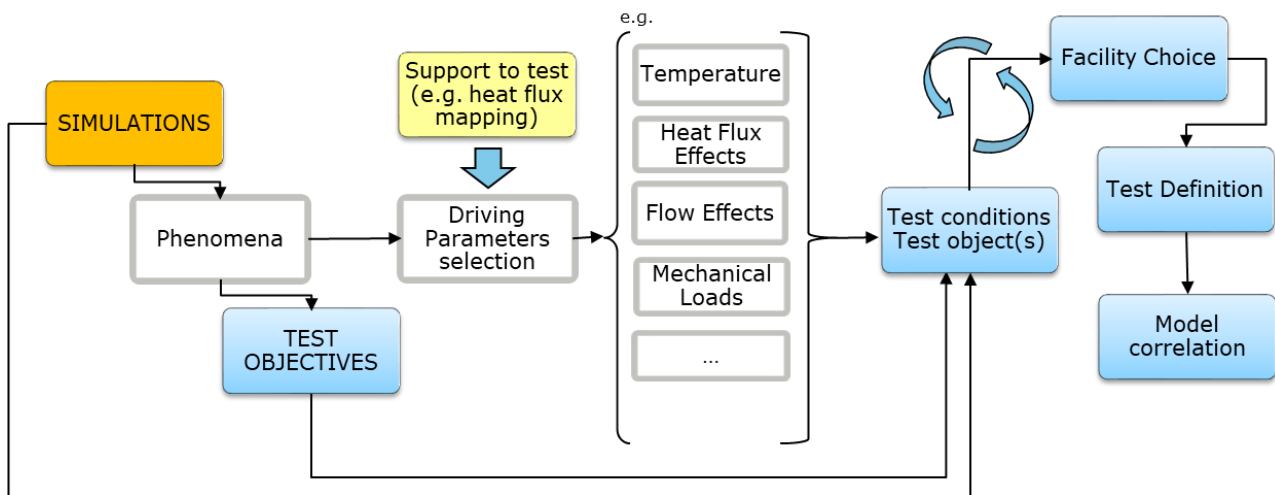 e.g.
SIMULATIONS
Phenomena
TEST
OBJECTIVES
Support to test
(e.g. heat flux
mapping)
Driving
Parameters
selection
Temperature
Heat Flux
Effects
Flow Effects
Mechanical
Loads
...
Test conditions
Test object(s)
Facility Choice
Test Definition
Model
correlation